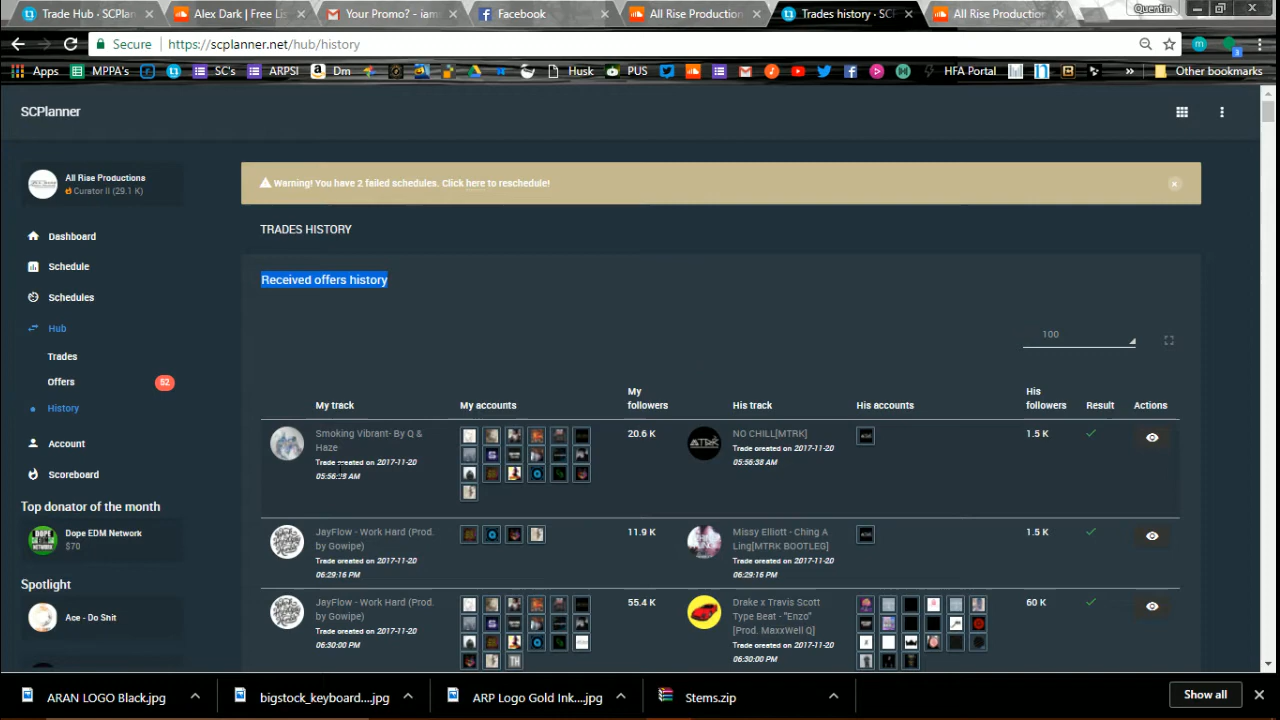 Trade Hub · SCPlan
Alex Dark | Free Lis
Your Promo? - iam
Facebook
All Rise Production
Trades history · SC
All Rise Production
Quentin
Secure
https://scplanner.net/hub/history
Apps
MPPA's
SC's
ARPSI
Dm
Husk
PUS
HFA Portal
»
Other bookmarks
3
SCPlanner
All Rise Productions
Curator II (29.1 K)
Warning! You have 2 failed schedules. Click here to reschedule!
Dashboard
Schedule
Schedules
Hub
Trades
Offers
52
History
Account
Scoreboard
Top donator of the month
Dope EDM Network
$70
Spotlight
Ace - Do Shit
TRADES HISTORY
Received offers history
100
My track
My accounts
My followers
His track
His accounts
His followers
Result
Actions
Smoking Vibrant- By Q &
Haze
Trade created on 2017-11-20
05:56:38 AM
20.6 K
NO CHILL[MTRK]
Trade created on 2017-11-20
05:56:38 AM
1.5 K
JayFlow - Work Hard (Prod.
by Gowipe)
Trade created on 2017-11-20
06:29:16 PM
11.9 K
Missy Elliott - Ching A
Ling[MTRK BOOTLEG]
Trade created on 2017-11-20
06:29:16 PM
1.5 K
JayFlow - Work Hard (Prod.
by Gowipe)
Trade created on 2017-11-20
06:30:00 PM
55.4 K
Drake x Travis Scott
Type Beat - "Enzo"
[Prod. MaxxWell Q]
Trade created on 2017-11-20
06:30:00 PM
60 K
ARAN LOGO Black.jpg
bigstock_keyboard....jpg
ARP Logo Gold Ink...jpg
Stems.zip
Show all